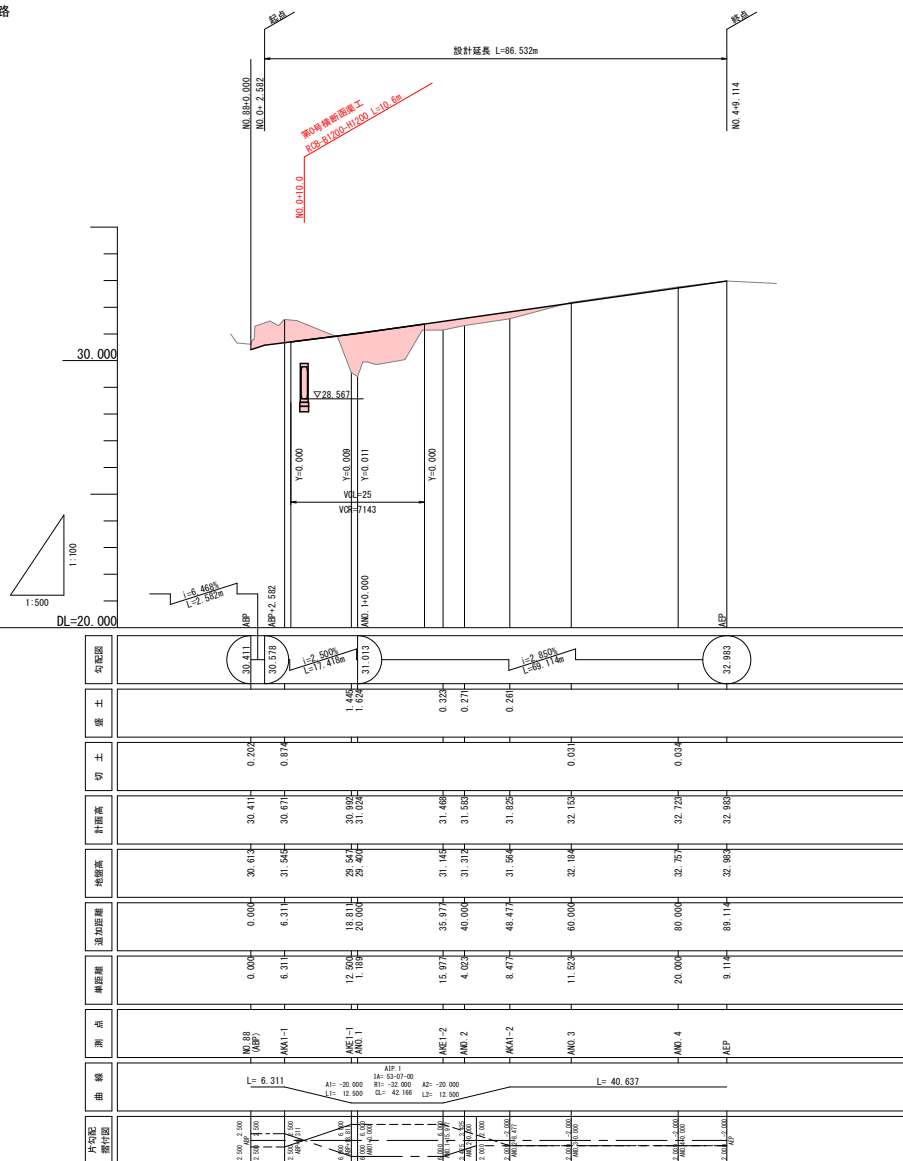 路
起点
終点
設計延長 L=86.532m
NO.88+0.000
NO.0+ 2.582
NO.4+9.114
第0号横断函渠工
RCB-B1200-H1200 L=10.6m
NO.0+10.0
30.000
▽28.567
Y=0.000
Y=0.009
Y=0.011
Y=0.000
VCL=25
VCR=7143
1:100
1:500
i=6.468%
L=2.582m
ABP
ABP+2.582
ANO.1+0.000
AEP
DL=20.000
勾配図
30.411
30.578
i=2.500%
L=17.418m
31.013
i=2.850%
L=69.114m
32.983
盛土
1.445
1.624
0.323
0.271
0.261
切土
0.202
0.874
0.031
0.034
計画高
30.411
30.671
30.992
31.024
31.468
31.583
31.825
32.153
32.723
32.983
地盤高
30.613
31.545
29.547
29.400
31.145
31.312
31.564
32.184
32.757
32.983
追加距離
0.000
6.311
18.811
20.000
35.977
40.000
48.477
60.000
80.000
89.114
単距離
0.000
6.311
12.500
1.189
15.977
4.023
8.477
11.523
20.000
9.114
測点
NO.88
(ABP)
AKA1-1
AKE1-1
ANO.1
AKE1-2
ANO.2
AKA1-2
ANO.3
ANO.4
AEP
曲線
L= 6.311
AIP.1
IA= 53-07-00
A1= -20.000 R1= -32.000 A2= -20.000
L1= 12.500 CL= 42.166 L2= 12.500
L= 40.637
片勾配
摺付図
2.500
2.500
ABP
2.500
2.500
2.500
AEP